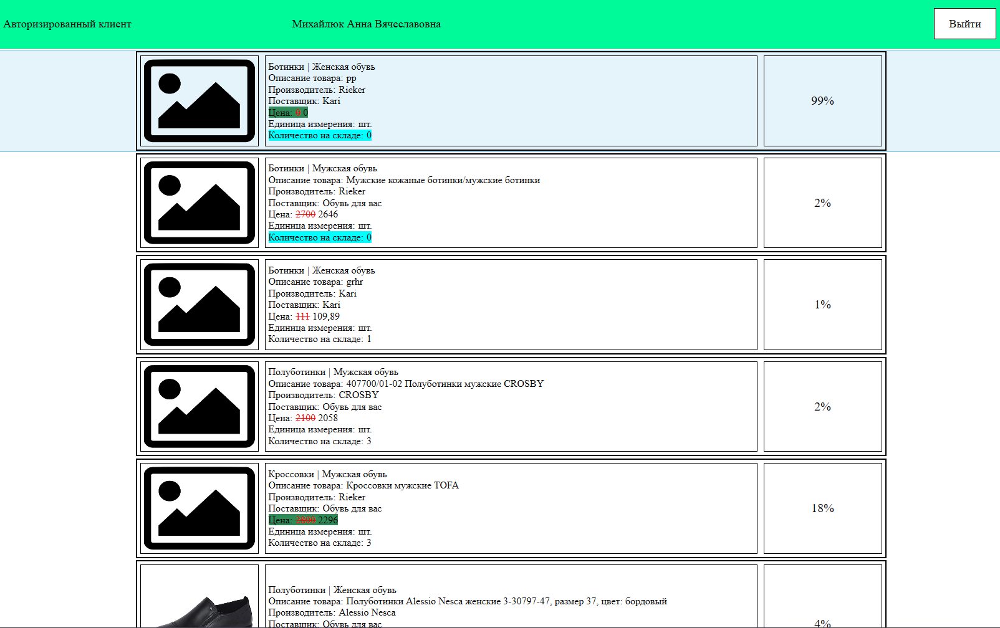 Авторизированный клиент
Михайлюк Анна Вячеславовна
Выйти
Ботинки | Женская обувь
Описание товара: pp
Производитель: Rieker
Поставщик: Kari
Цена: 0 0
Единица измерения: шт.
Количество на складе: 0
99%
Ботинки | Мужская обувь
Описание товара: Мужские кожаные ботинки/мужские ботинки
Производитель: Rieker
Поставщик: Обувь для вас
Цена: 2700 2646
Единица измерения: шт.
Количество на складе: 0
2%
Ботинки | Женская обувь
Описание товара: grhr
Производитель: Kari
Поставщик: Kari
Цена: 111 109,89
Единица измерения: шт.
Количество на складе: 1
1%
Полуботинки | Мужская обувь
Описание товара: 407700/01-02 Полуботинки мужские CROSBY
Производитель: CROSBY
Поставщик: Обувь для вас
Цена: 2100 2058
Единица измерения: шт.
Количество на складе: 3
2%
Кроссовки | Мужская обувь
Описание товара: Кроссовки мужские TOFA
Производитель: Rieker
Поставщик: Обувь для вас
Цена: 2800 2296
Единица измерения: шт.
Количество на складе: 3
18%
Полуботинки | Женская обувь
Описание товара: Полуботинки Alessio Nesca женские 3-30797-47, размер 37, цвет: бордовый
Производитель: Alessio Nesca
Поставщик: Обувь для вас
4%